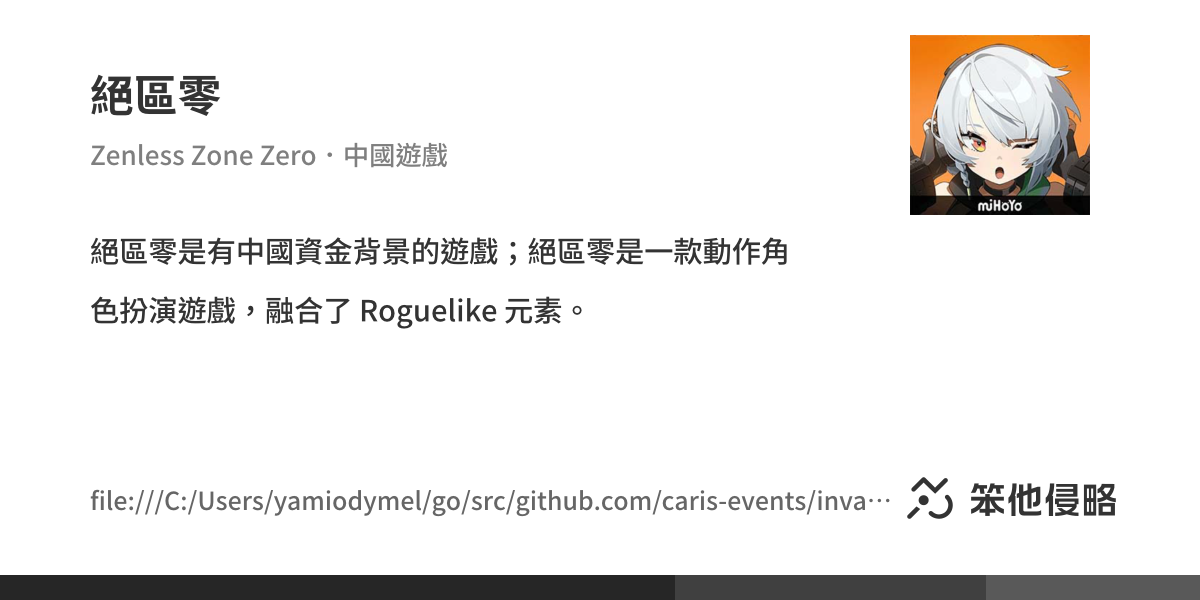 絕區零
Zenless Zone Zero・中國遊戲
miHoYo
絕區零是有中國資金背景的遊戲；絕區零是一款動作角
色扮演遊戲，融合了 Roguelike 元素。
file:///C:/Users/yamiodymel/go/src/github.com/caris-events/inva…
笨他侵略